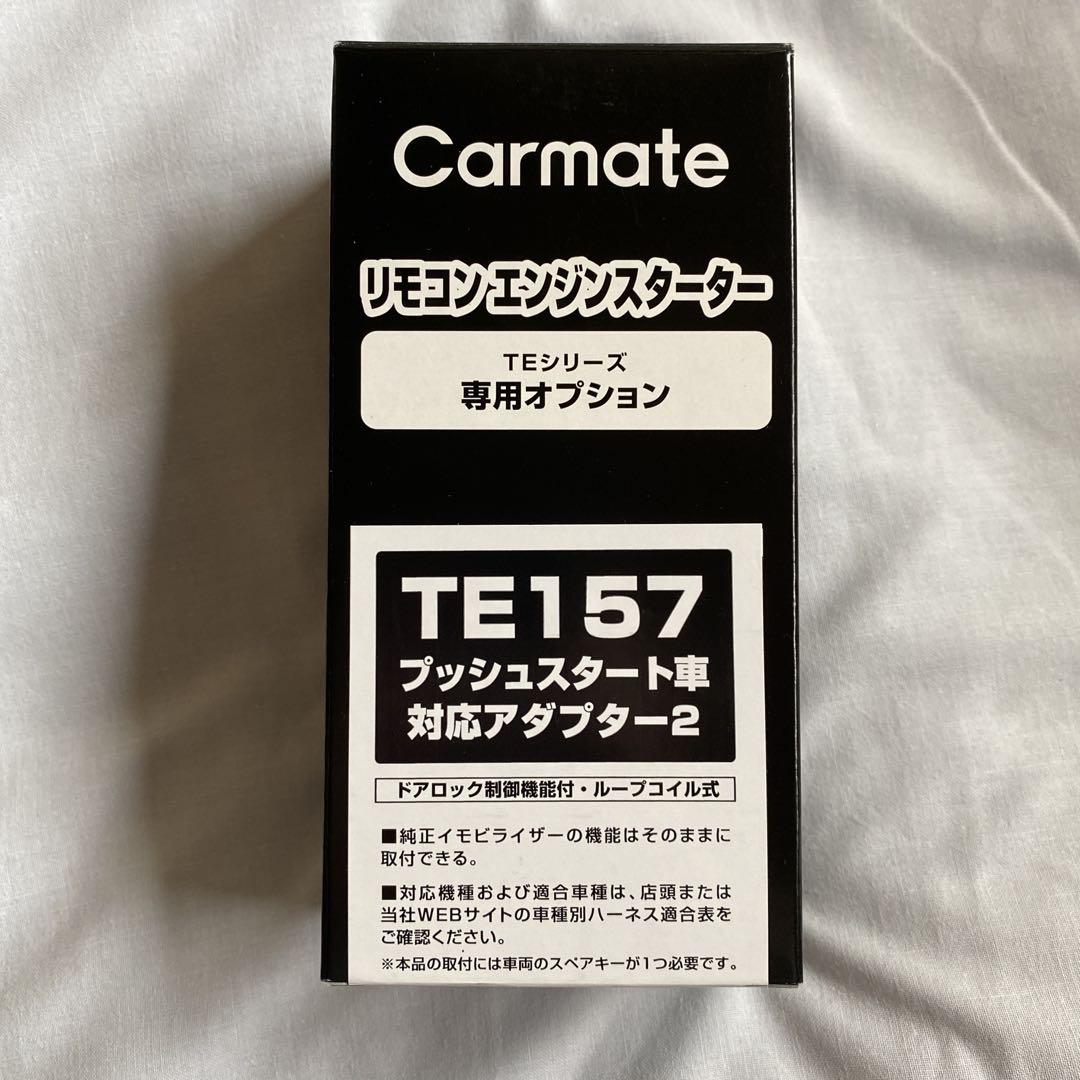 Carmate
リモコンエンジンスターター
TEシリーズ
専用オプション
TE157
プッシュスタート車
対応アダプター2
ドアロック制御機能付・ループコイル式
■純正イモビライザーの機能はそのままに
取付できる。
■対応機種および適合車種は、店頭または
当社WEBサイトの車種別ハーネス適合表を
ご確認ください。
※本品の取付には車両のスペアキーが1つ必要です。